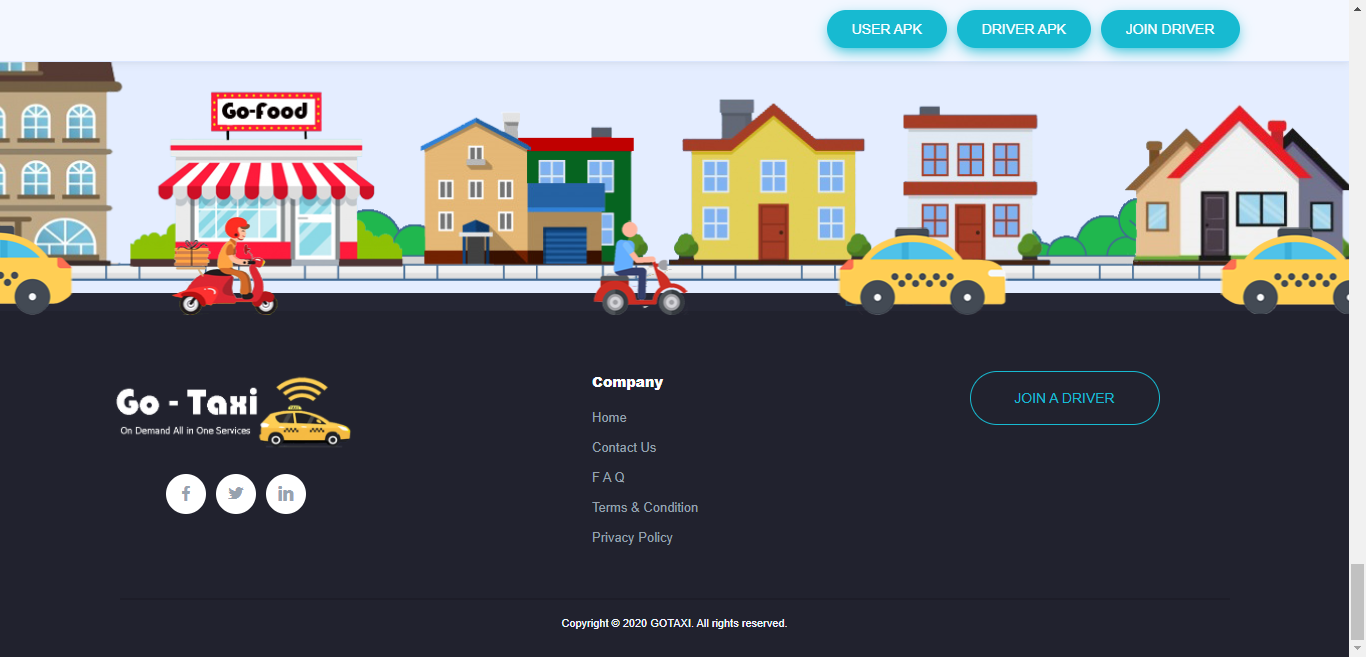 USER APK
DRIVER APK
JOIN DRIVER
Go-Food
Go - Taxi
On Demand All in One Services
Company
Home
Contact Us
F A Q
Terms & Condition
Privacy Policy
JOIN A DRIVER
Copyright © 2020 GOTAXI. All rights reserved.